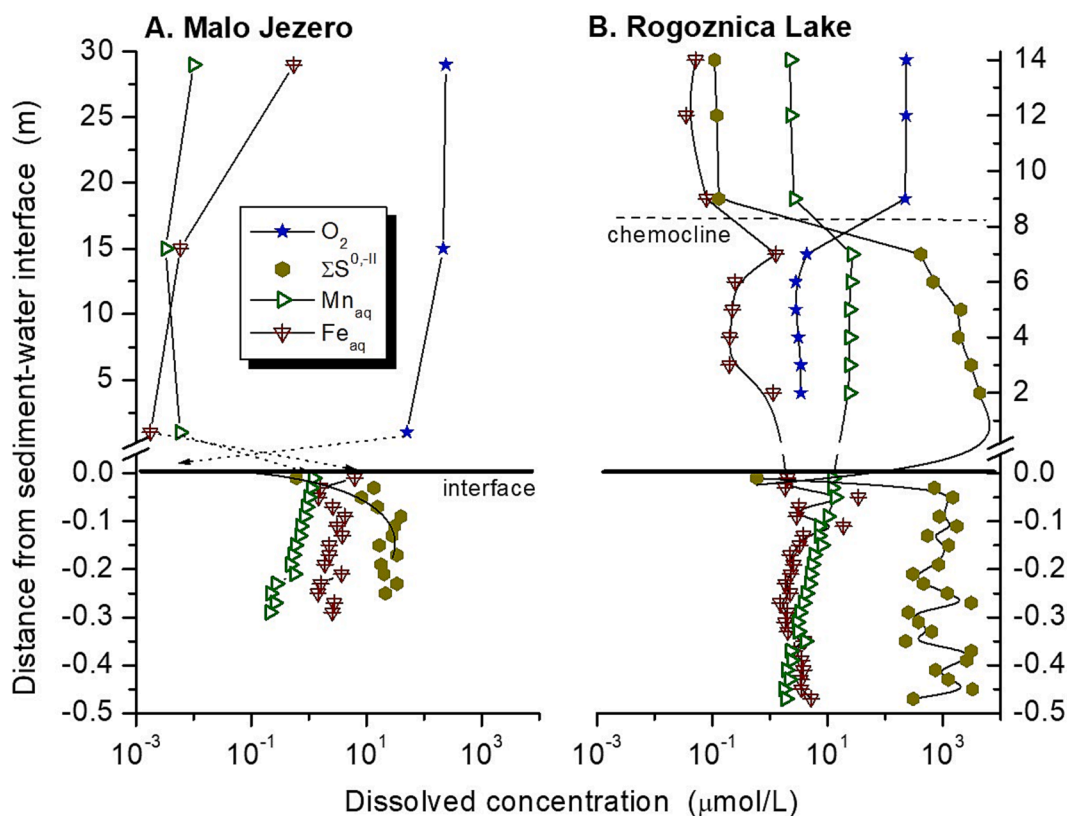 A. Malo Jezero
B. Rogoznica Lake
Distance from sediment-water interface (m)
30
25
20
15
10
5
0.0
-0.1
-0.2
-0.3
-0.4
-0.5
O₂
ΣS⁰,⁻ᴵᴵ
Mnₐq
Feₐq
interface
chemocline
14
12
10
8
6
4
2
0.0
-0.1
-0.2
-0.3
-0.4
-0.5
10⁻³ 10⁻¹ 10¹ 10³
10⁻³ 10⁻¹ 10¹ 10³
Dissolved concentration (μmol/L)